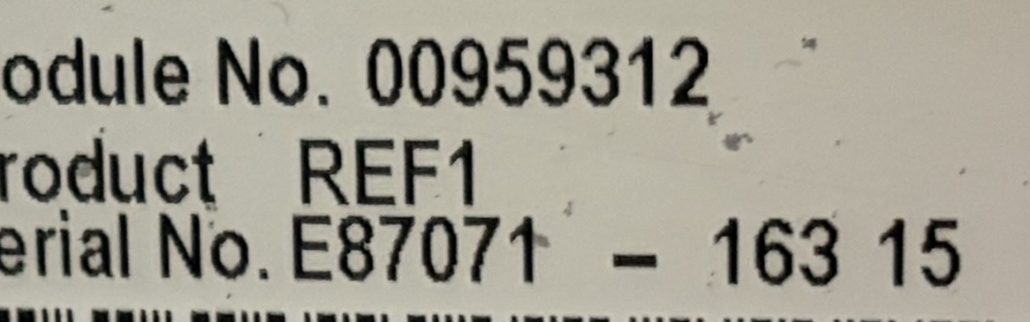 odule No. 00959312
roduct REF1
erial No. E87071 - 163 15